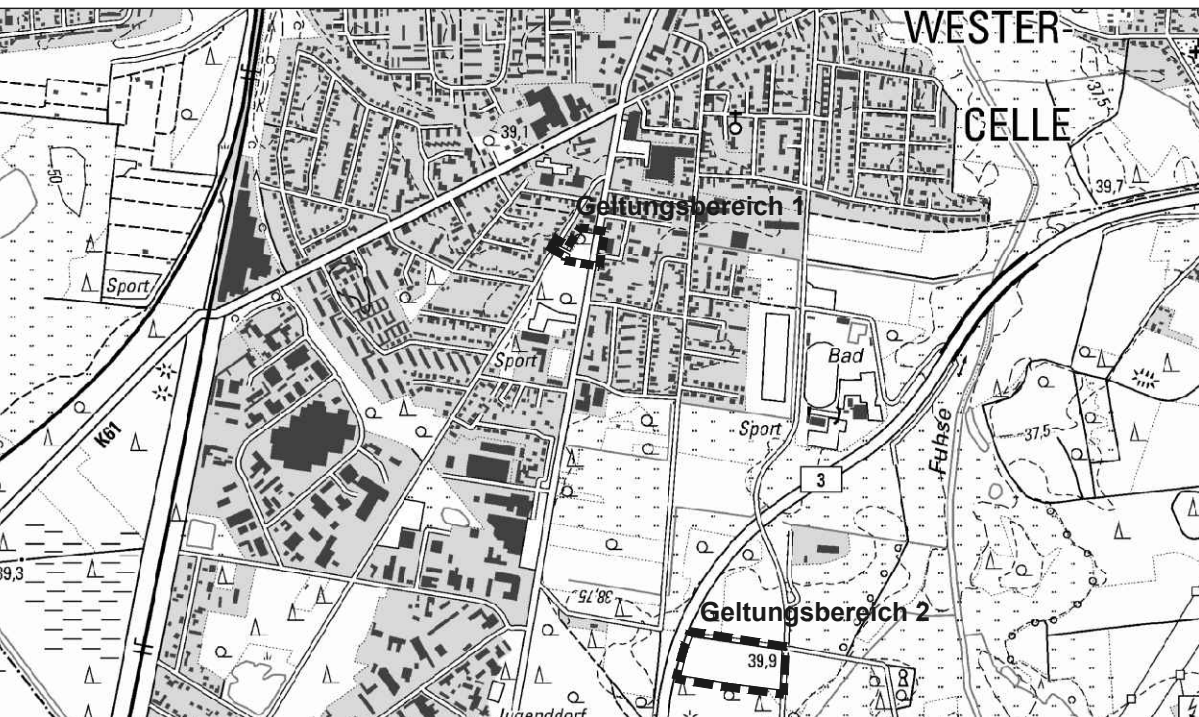 WESTER-
CELLE
37,5
39,1
39,7
50
Geltungsbereich 1
Sport
Bad
Sport
Sport
K61
Fuhse
37,5
3
39,3
38,75
Geltungsbereich 2
39,9
Jugenddorf